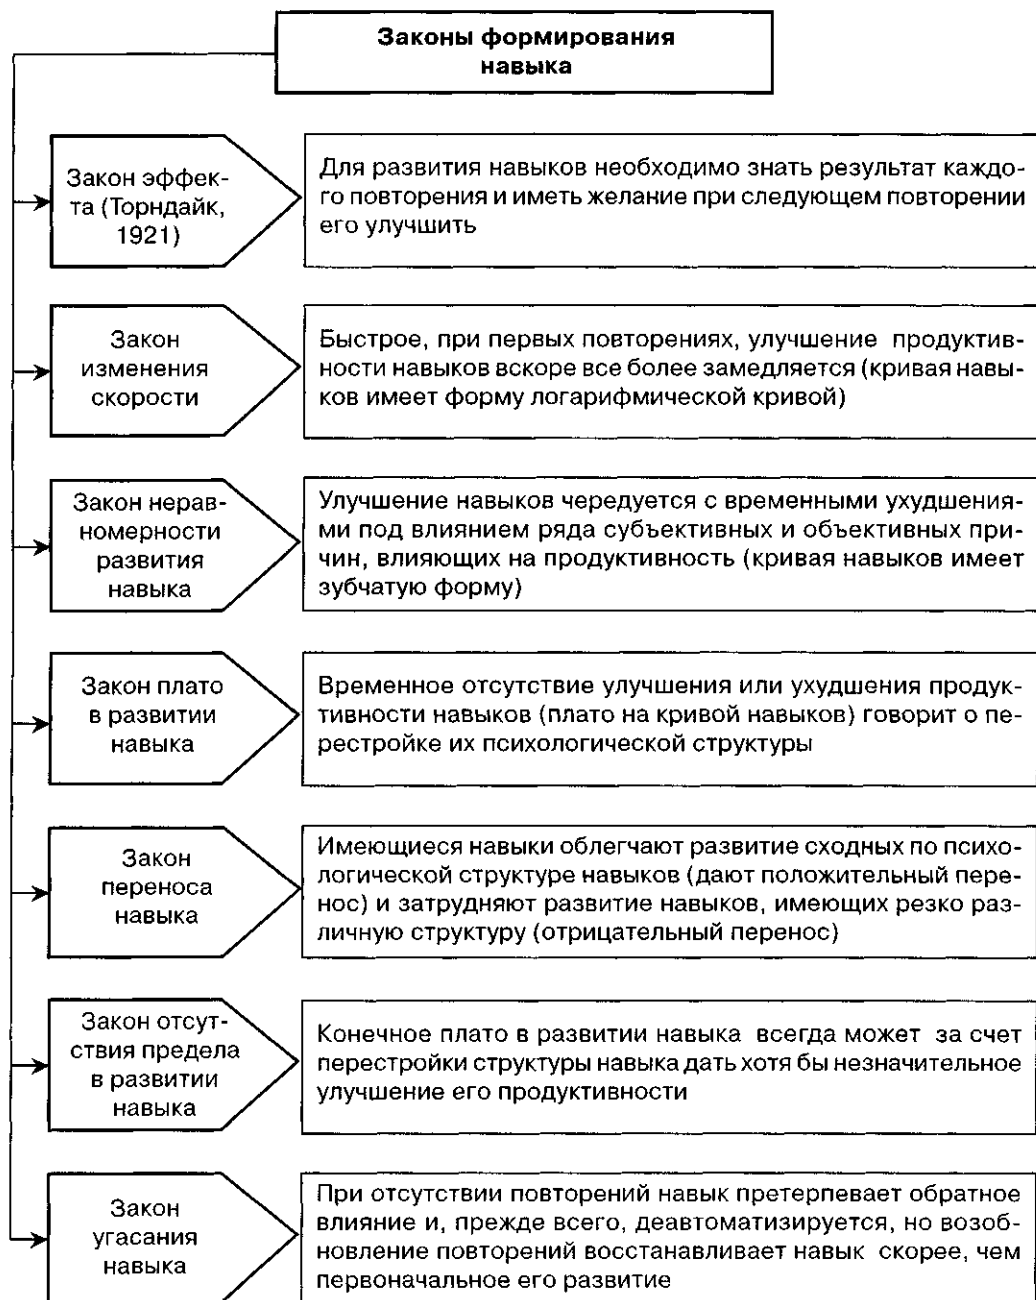 Законы формирования
навыка
Закон эффек-
та (Торндайк,
1921)
Для развития навыков необходимо знать результат каждо-
го повторения и иметь желание при следующем повторении
его улучшить
Закон
изменения
скорости
Быстрое, при первых повторениях, улучшение продуктив-
ности навыков вскоре все более замедляется (кривая навы-
ков имеет форму логарифмической кривой)
Закон нерав-
номерности
развития
навыка
Улучшение навыков чередуется с временными ухудшения-
ми под влиянием ряда субъективных и объективных при-
чин, влияющих на продуктивность (кривая навыков имеет
зубчатую форму)
Закон плато
в развитии
навыка
Временное отсутствие улучшения или ухудшения продук-
тивности навыков (плато на кривой навыков) говорит о пе-
рестройке их психологической структуры
Закон
переноса
навыка
Имеющиеся навыки облегчают развитие сходных по психо-
логической структуре навыков (дают положительный пере-
нос) и затрудняют развитие навыков, имеющих резко раз-
личную структуру (отрицательный перенос)
Закон отсут-
ствия предела
в развитии
навыка
Конечное плато в развитии навыка всегда может за счет
перестройки структуры навыка дать хотя бы незначительное
улучшение его продуктивности
Закон
угасания
навыка
При отсутствии повторений навык претерпевает обратное
влияние и, прежде всего, деавтоматизируется, но возоб-
новление повторений восстанавливает навык скорее, чем
первоначальное его развитие